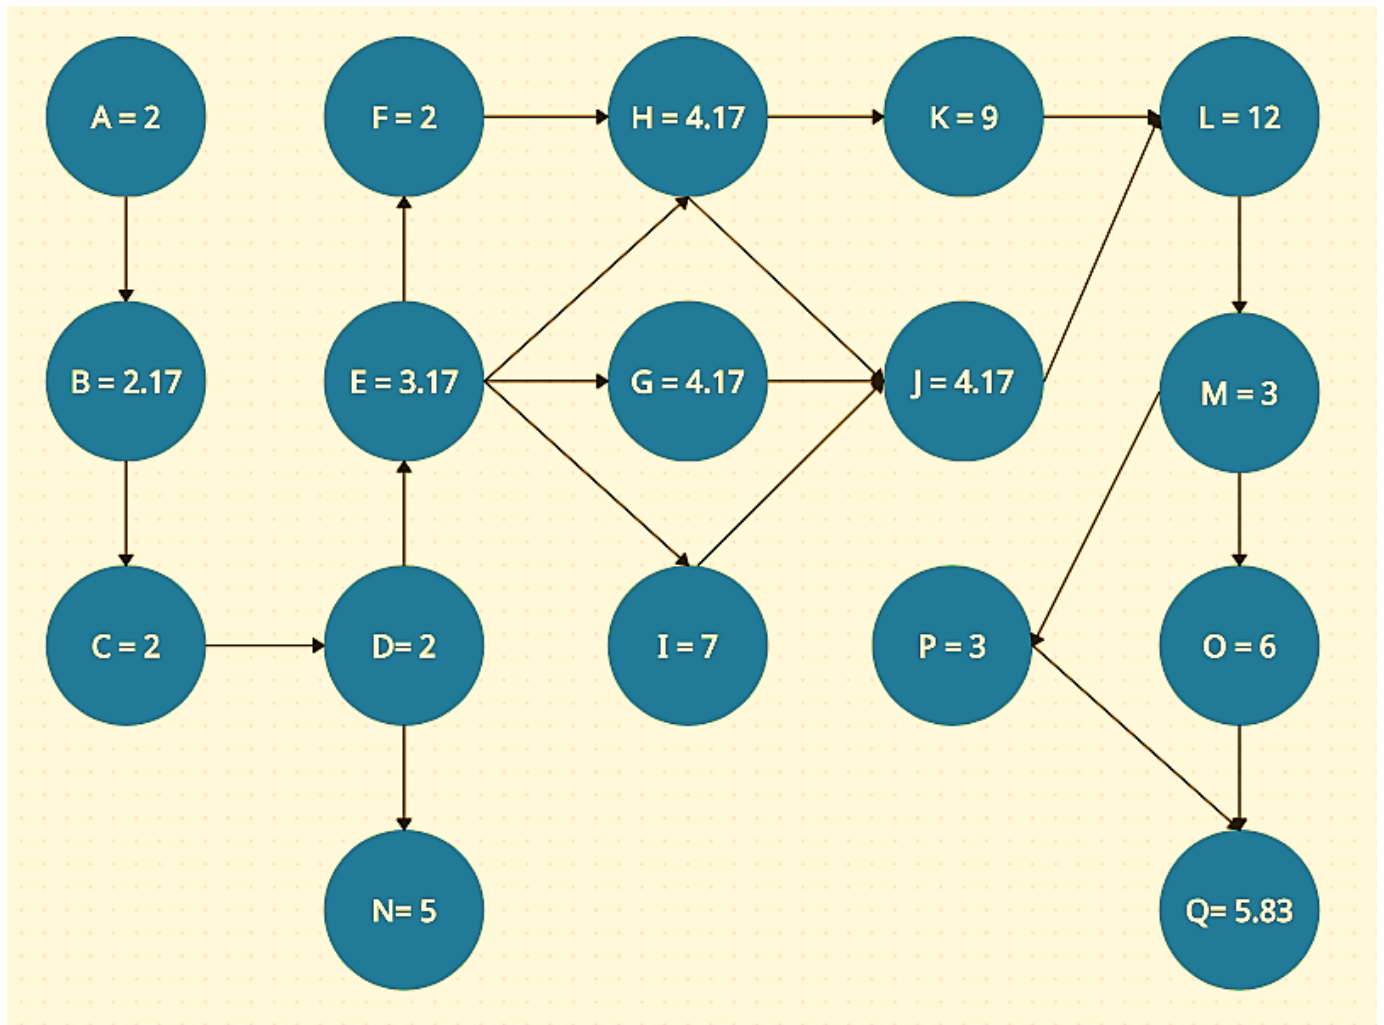 A = 2
F = 2
H = 4.17
K = 9
L = 12
B = 2.17
E = 3.17
G = 4.17
J = 4.17
M = 3
C = 2
D= 2
I = 7
P = 3
O = 6
N= 5
Q= 5.83